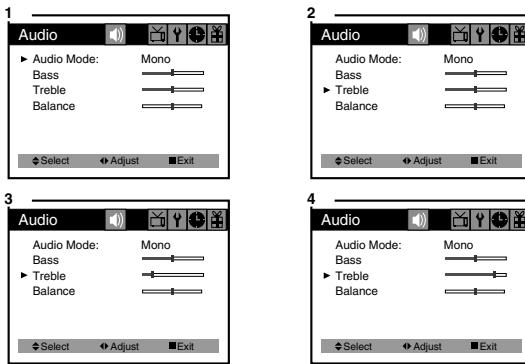 1
Audio
Audio Mode: Mono
Bass
Treble
Balance
Select Adjust Exit
2
Audio
Audio Mode: Mono
Bass
Treble
Balance
Select Adjust Exit
3
Audio
Audio Mode: Mono
Bass
Treble
Balance
Select Adjust Exit
4
Audio
Audio Mode: Mono
Bass
Treble
Balance
Select Adjust Exit